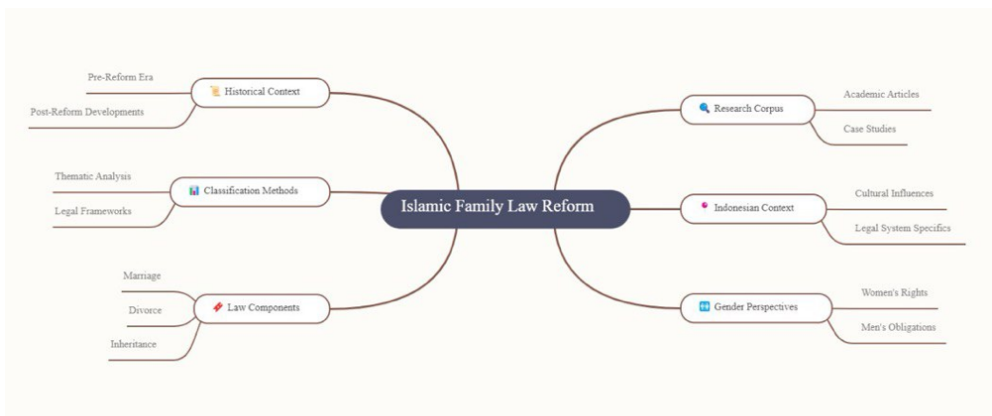 Islamic Family Law Reform
Historical Context
Pre-Reform Era
Post-Reform Developments
Classification Methods
Thematic Analysis
Legal Frameworks
Law Components
Marriage
Divorce
Inheritance
Research Corpus
Academic Articles
Case Studies
Indonesian Context
Cultural Influences
Legal System Specifics
Gender Perspectives
Women's Rights
Men's Obligations